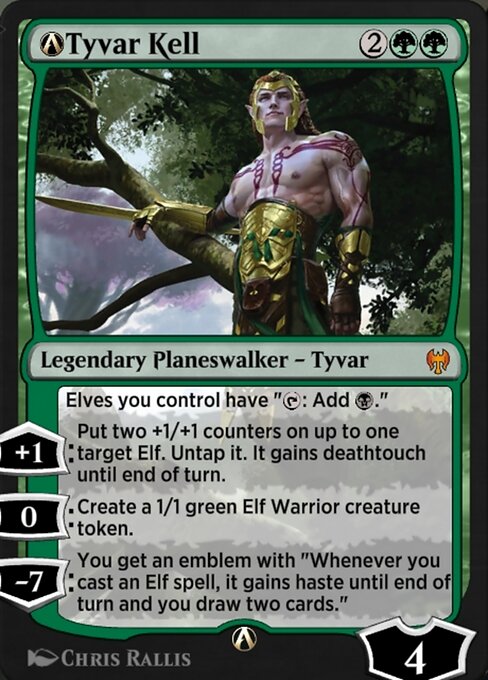 Tyvar Kell 2
Legendary Planeswalker – Tyvar
Elves you control have ": Add ."
+1: Put two +1/+1 counters on up to one
target Elf. Untap it. It gains deathtouch
until end of turn.
0: Create a 1/1 green Elf Warrior creature
token.
-7: You get an emblem with "Whenever you
cast an Elf spell, it gains haste until end of
turn and you draw two cards."
Chris Rallis
4